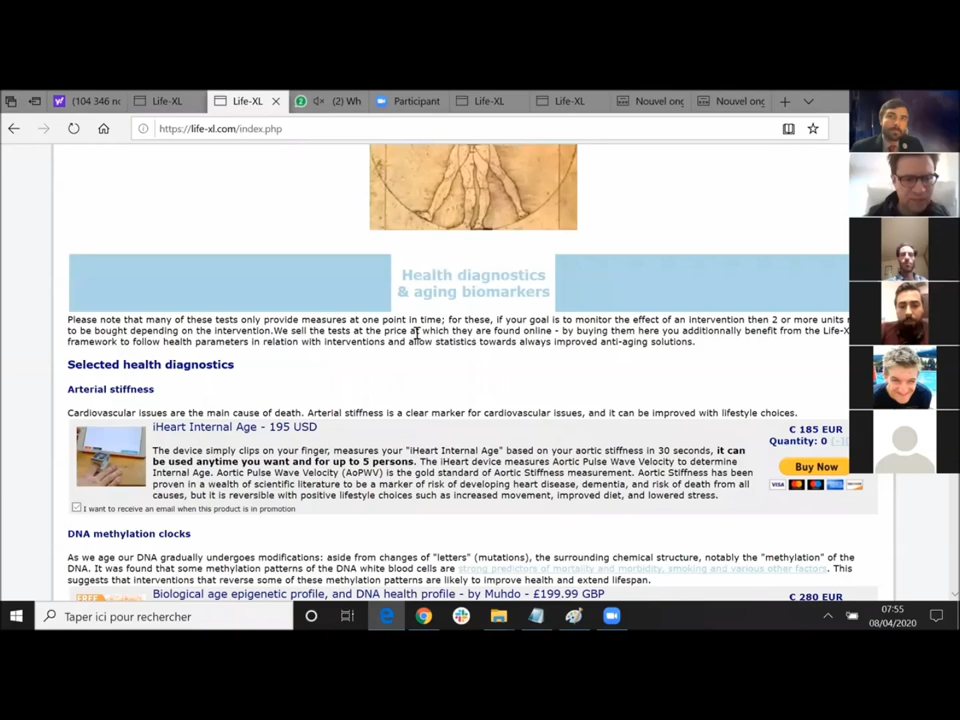 (104 346 nc
Life-XL
Life-XL
(2) Wh
Participant
Life-XL
Life-XL
Nouvel ong
Nouvel ong
https://life-xl.com/index.php
Health diagnostics
& aging biomarkers
Please note that many of these tests only provide measures at one point in time; for these, if your goal is to monitor the effect of an intervention then 2 or more units
to be bought depending on the intervention.We sell the tests at the price at which they are found online - by buying them here you additionnally benefit from the Life-X
framework to follow health parameters in relation with interventions and allow statistics towards always improved anti-aging solutions.
Selected health diagnostics
Arterial stiffness
Cardiovascular issues are the main cause of death. Arterial stiffness is a clear marker for cardiovascular issues, and it can be improved with lifestyle choices.
iHeart Internal Age - 195 USD
€ 185 EUR
Quantity: 0 [-]
The device simply clips on your finger, measures your "iHeart Internal Age" based on your aortic stiffness in 30 seconds, it can
be used anytime you want and for up to 5 persons. The iHeart device measures Aortic Pulse Wave Velocity to determine
Internal Age. Aortic Pulse Wave Velocity (AoPWV) is the gold standard of Aortic Stiffness measurement. Aortic Stiffness has been
proven in a wealth of scientific literature to be a marker of risk of developing heart disease, dementia, and risk of death from all
causes, but it is reversible with positive lifestyle choices such as increased movement, improved diet, and lowered stress.
Buy Now
VISA
I want to receive an email when this product is in promotion
DNA methylation clocks
As we age our DNA gradually undergoes modifications: aside from changes of "letters" (mutations), the surrounding chemical structure, notably the "methylation" of the
DNA. It was found that some methylation patterns of the DNA white blood cells are strong predictors of mortality and morbidity, smoking and various other factors. This
suggests that interventions that reverse some of these methylation patterns are likely to improve health and extend lifespan.
FREE
Biological age epigenetic profile, and DNA health profile - by Muhdo - £199.99 GBP
€ 280 EUR
Taper ici pour rechercher
07:55
08/04/2020